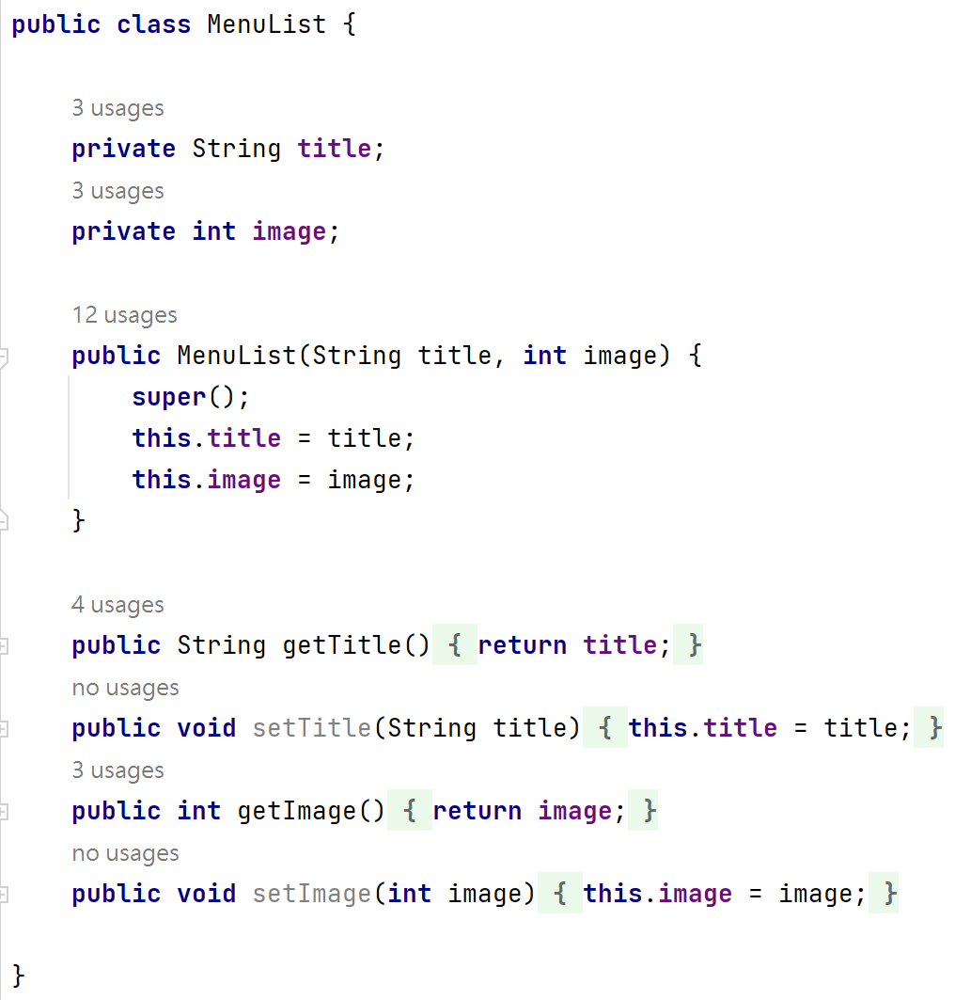 public class MenuList {
3 usages
private String title;
3 usages
private int image;
12 usages
public MenuList(String title, int image) {
super();
this.title = title;
this.image = image;
}
4 usages
public String getTitle() { return title; }
no usages
public void setTitle(String title) { this.title = title; }
3 usages
public int getImage() { return image; }
no usages
public void setImage(int image) { this.image = image; }
}